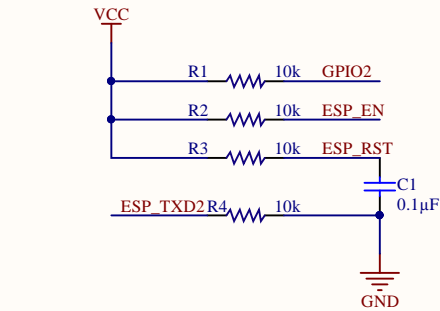 VCC
R1 10k GPIO2
R2 10k ESP_EN
R3 10k ESP_RST
C1
0.1µF
ESP_TXD2 R4 10k
GND